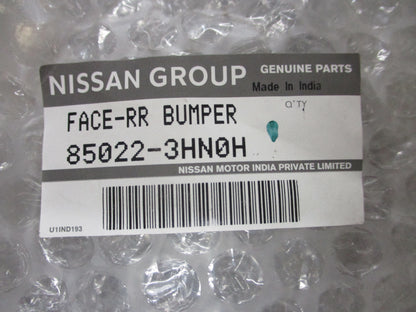 NISSAN GROUP
GENUINE PARTS
Made In India
Q'TY
FACE-RR BUMPER
85022-3HN0H
NISSAN MOTOR INDIA PRIVATE LIMITED
U1IND193